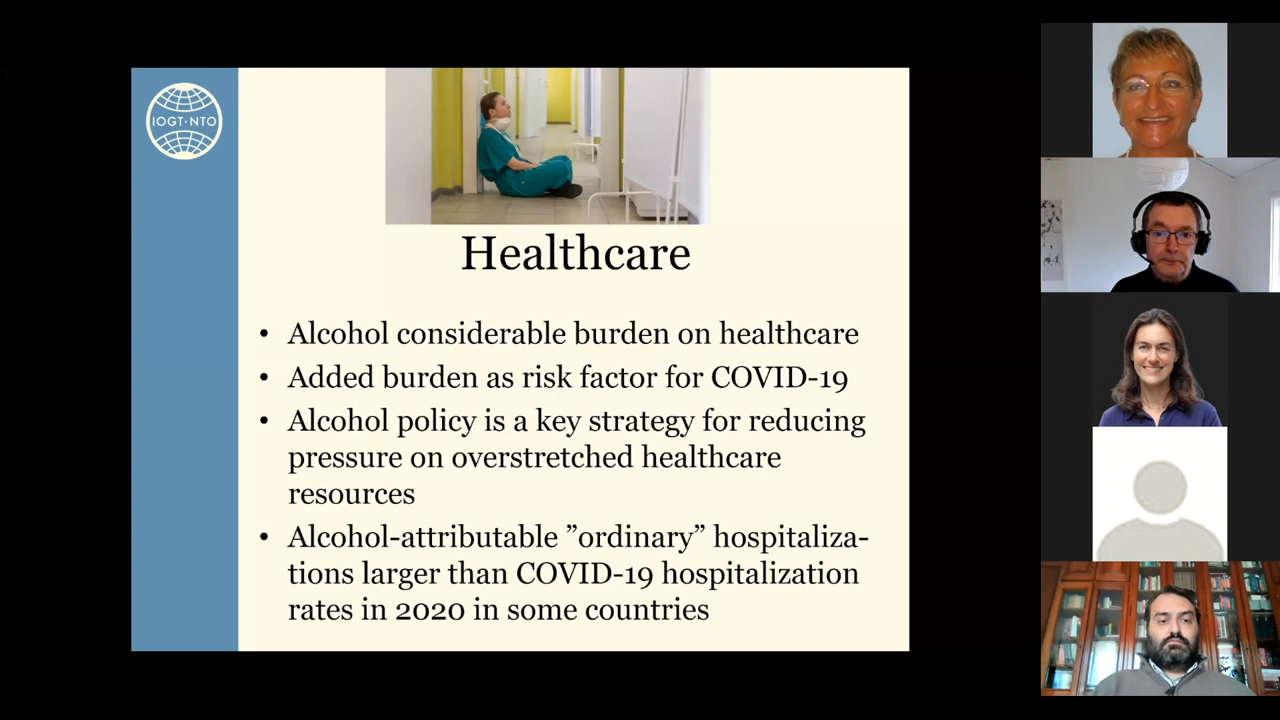 IOGT·NTO
Healthcare
• Alcohol considerable burden on healthcare
• Added burden as risk factor for COVID-19
• Alcohol policy is a key strategy for reducing
pressure on overstretched healthcare
resources
• Alcohol-attributable ”ordinary” hospitaliza-
tions larger than COVID-19 hospitalization
rates in 2020 in some countries